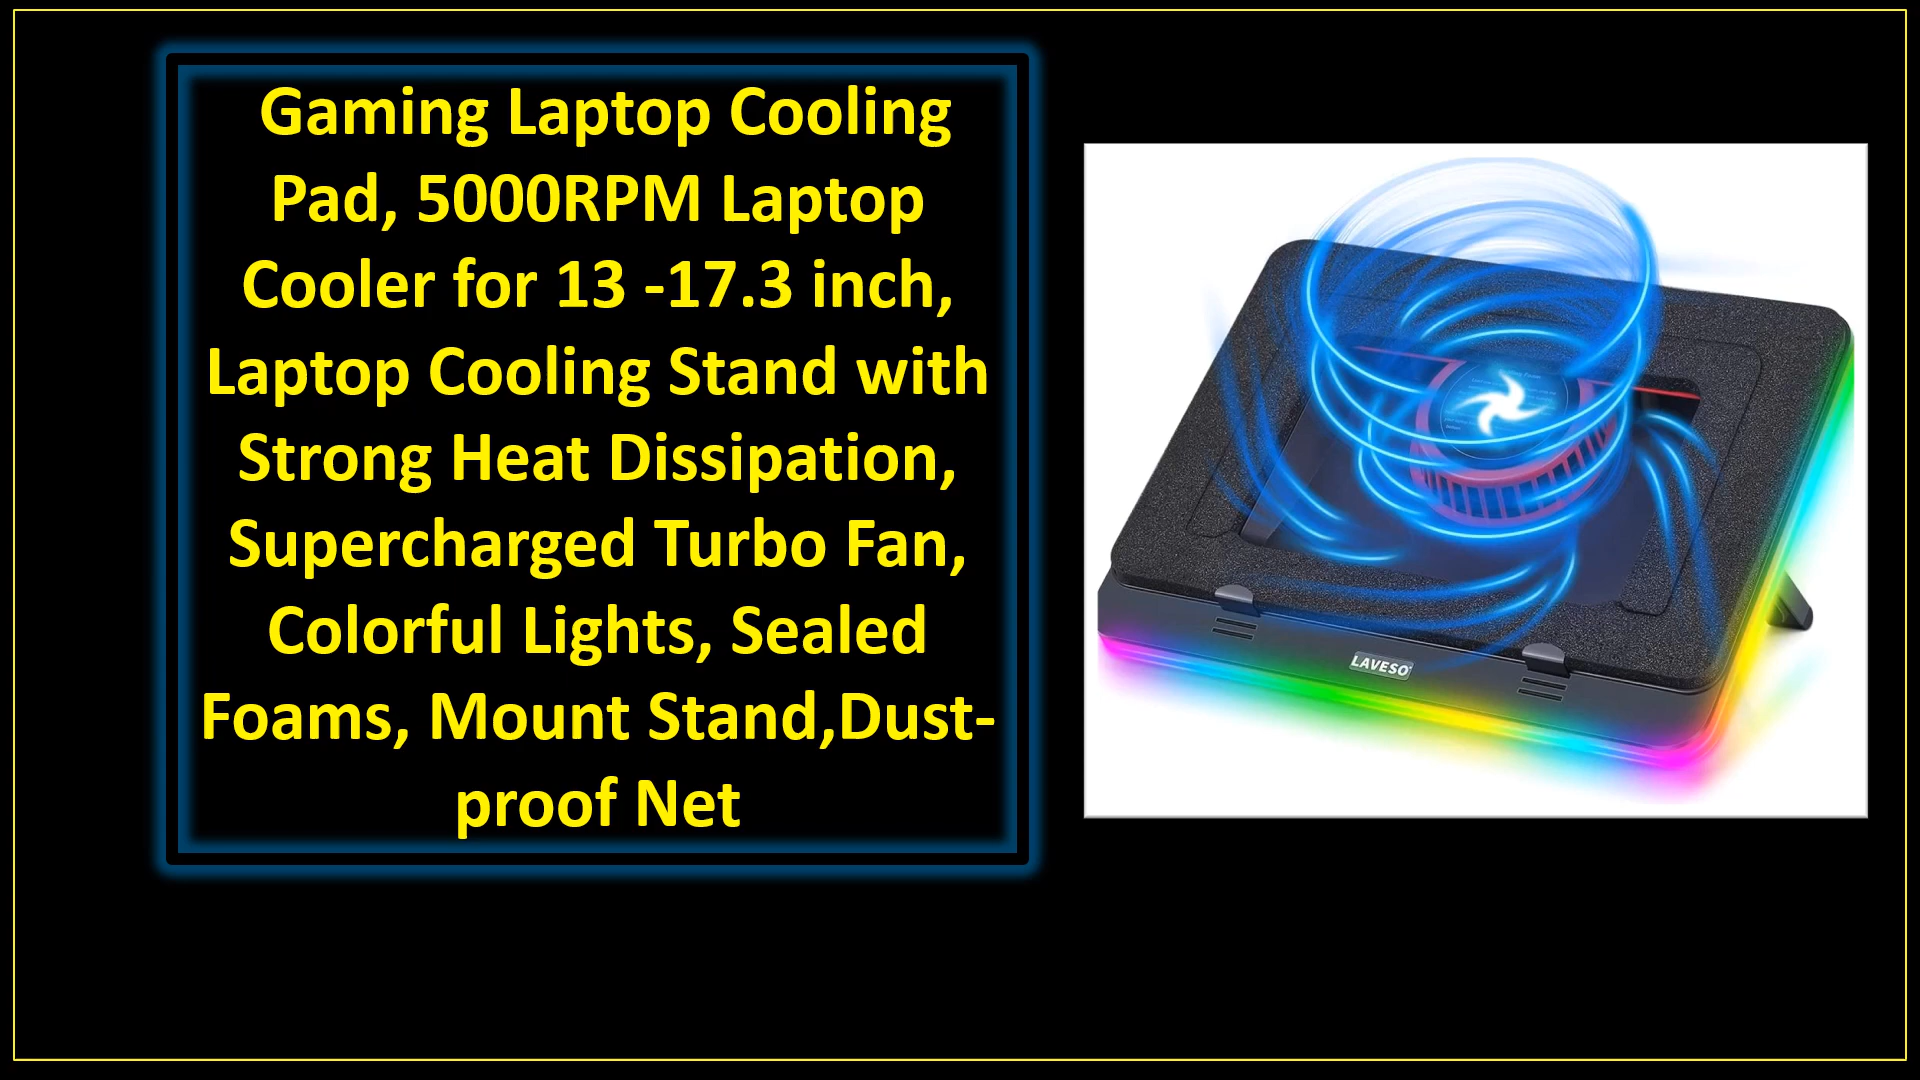 Gaming Laptop Cooling
Pad, 5000RPM Laptop
Cooler for 13 -17.3 inch,
Laptop Cooling Stand with
Strong Heat Dissipation,
Supercharged Turbo Fan,
Colorful Lights, Sealed
Foams, Mount Stand,Dust-
proof Net
LAVESO